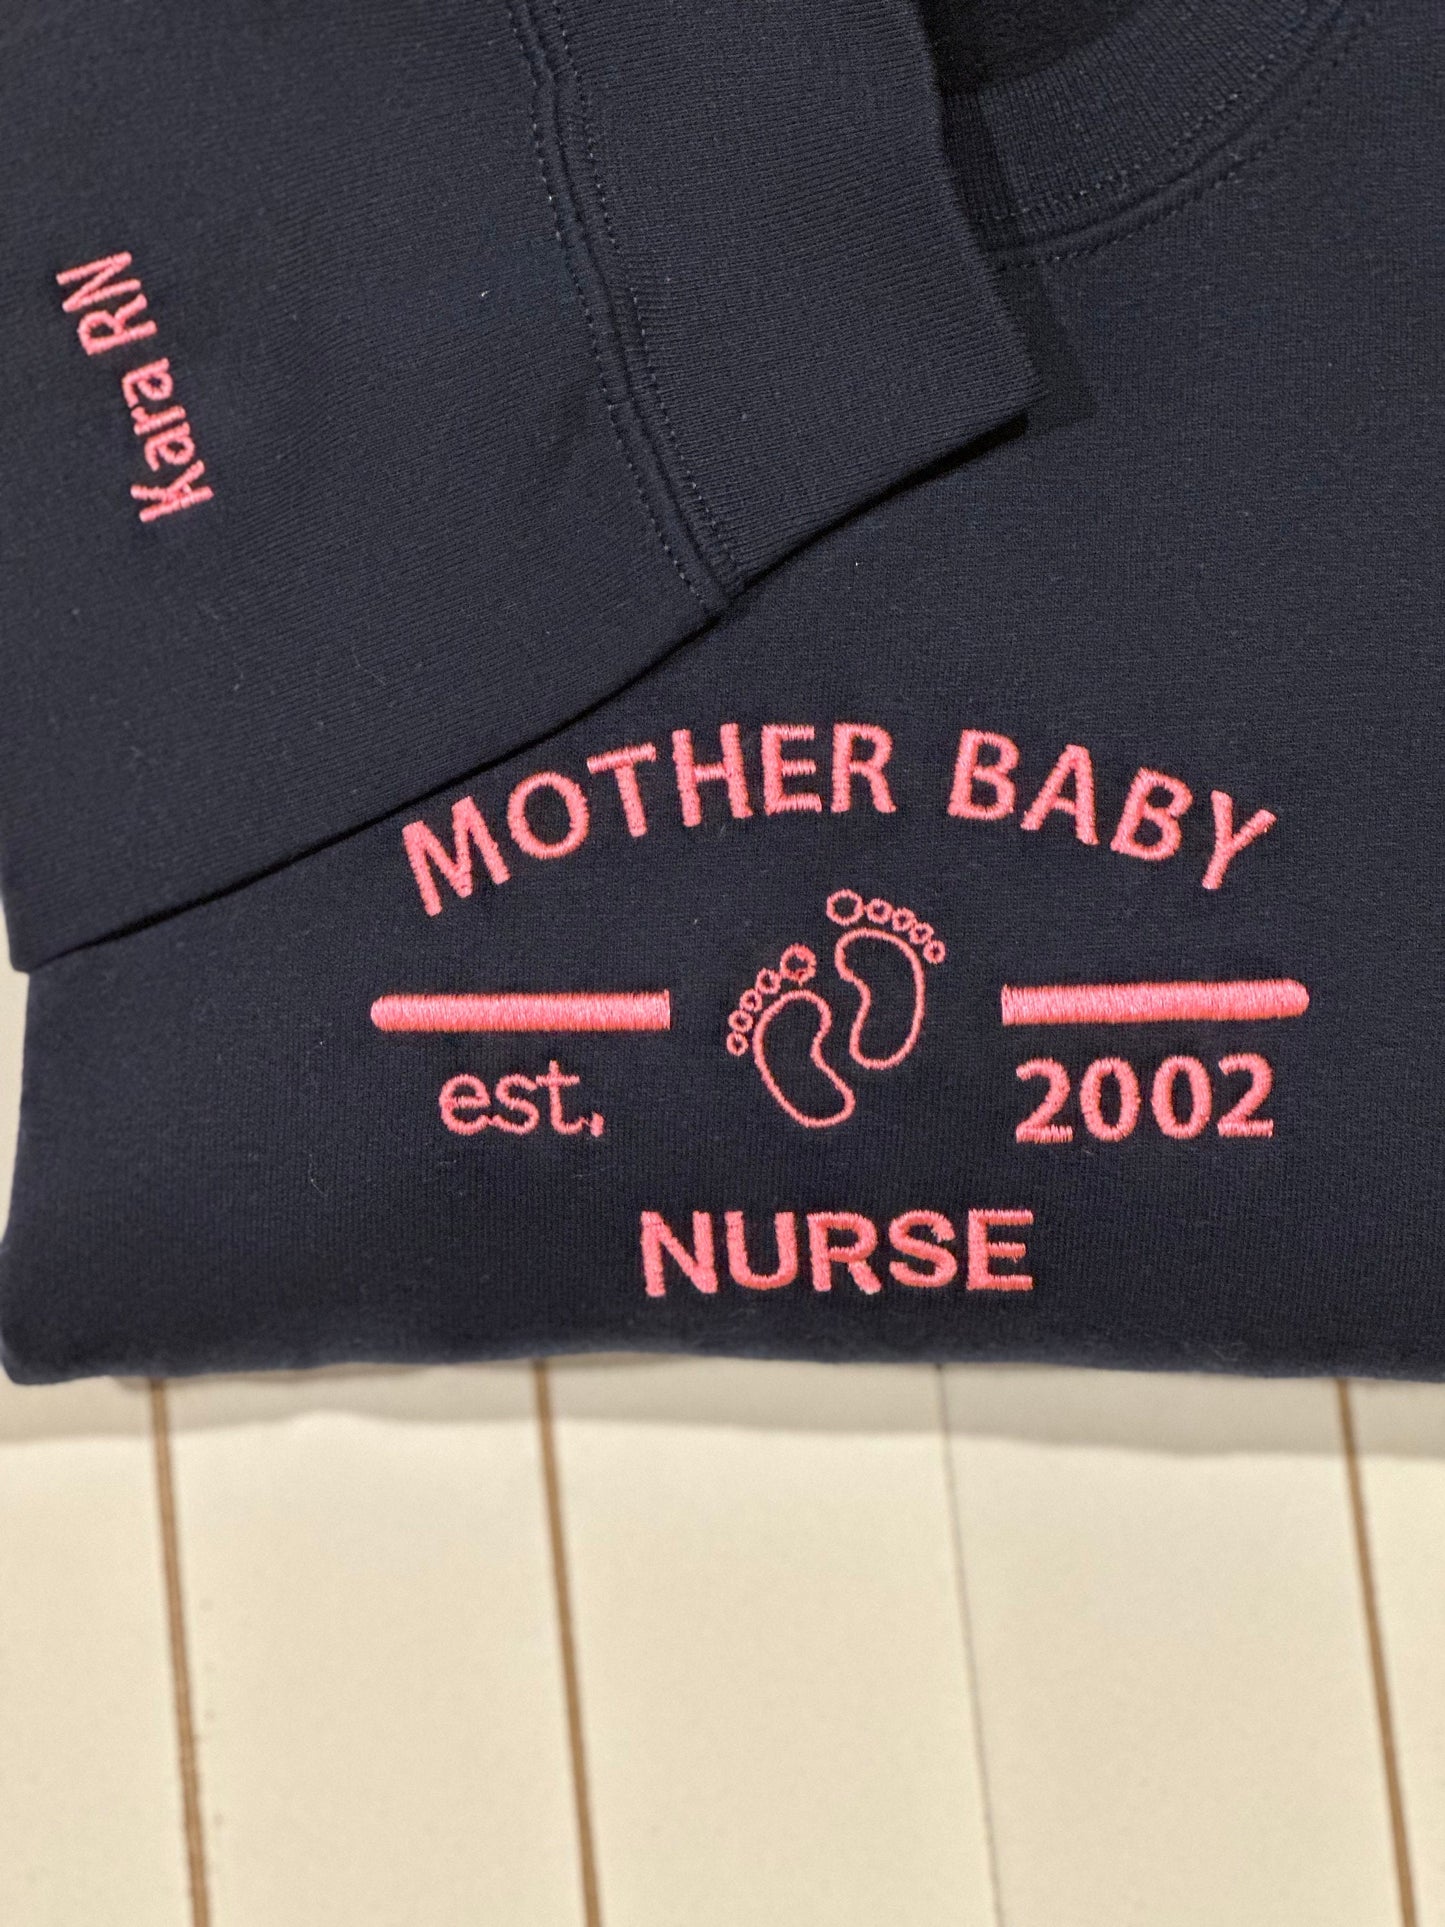 Kara RN
MOTHER BABY
est, 2002
NURSE